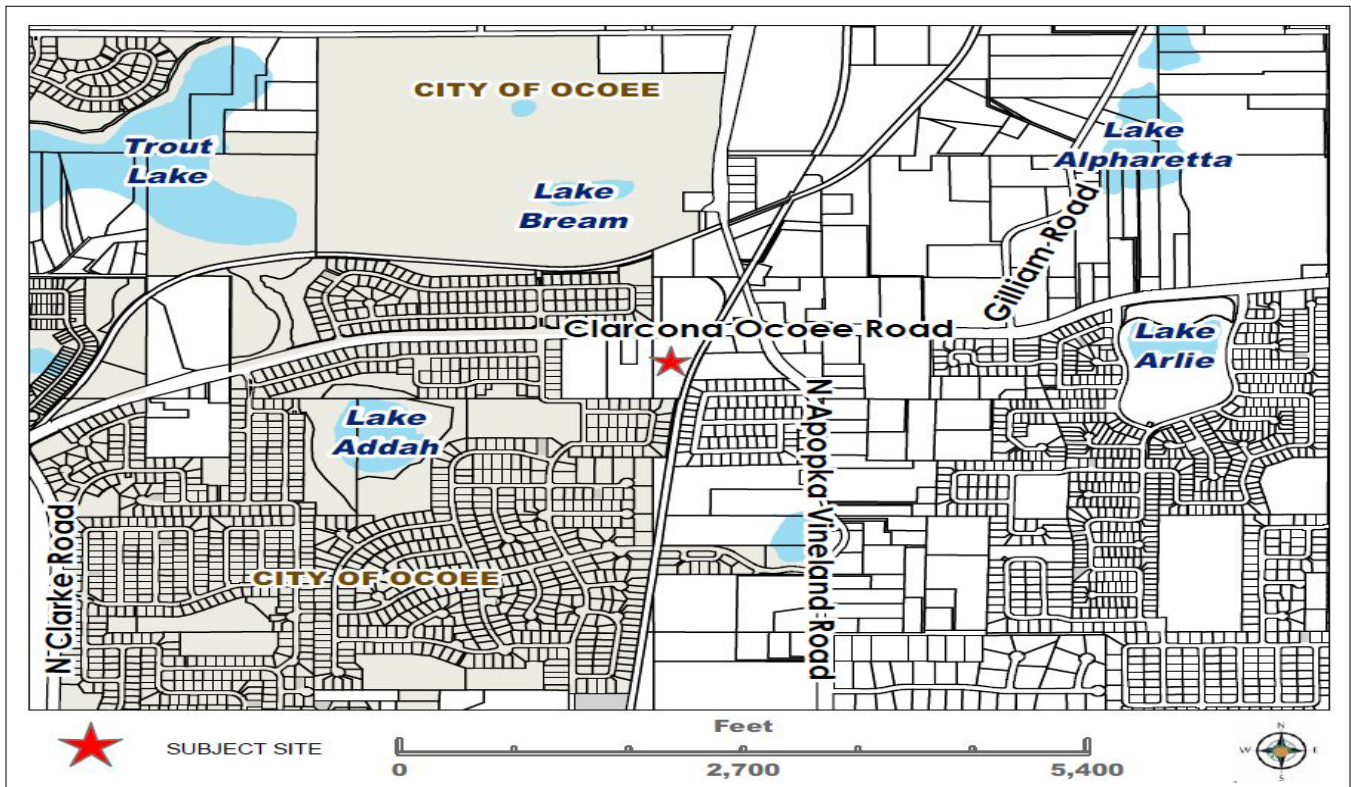 CITY OF OCOEE
Trout
Lake
Lake
Alpharetta
Lake
Bream
Gilliam Road
Clarcona Ocoee Road
Lake
Arlie
Lake
Addah
N Apopka-Vineland Road
N Clarke Road
CITY OF OCOEE
SUBJECT SITE
Feet
0
2,700
5,400
N
W
E
S